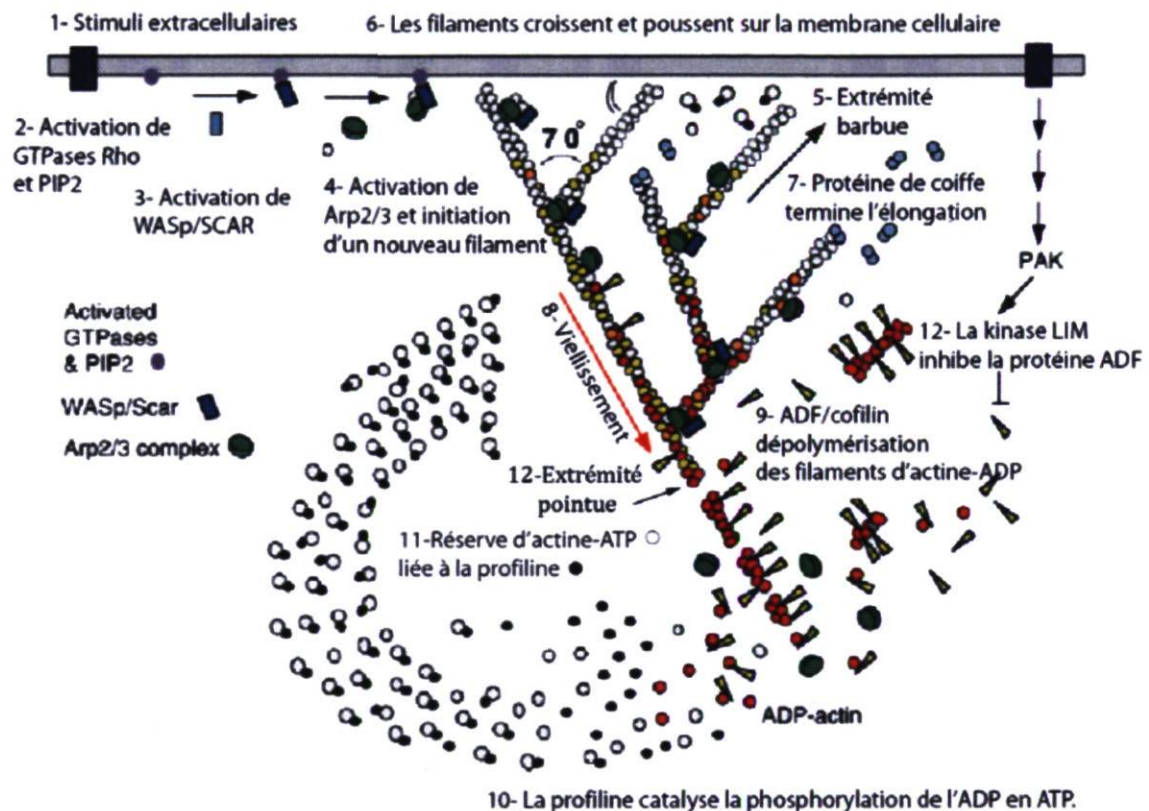 1- Stimuli extracellulaires
6- Les filaments croissent et poussent sur la membrane cellulaire
2- Activation de
GTPases Rho
et PIP2
3- Activation de
WASp/SCAR
4- Activation de
Arp2/3 et initiation
d'un nouveau filament
70°
5- Extrémité
barbue
7- Protéine de coiffe
termine l'élongation
PAK
12- La kinase LIM
inhibe la protéine ADF
8- Viellissement
Activated
GTPases
& PIP2
WASp/Scar
Arp2/3 complex
9- ADF/cofilin
dépolymérisation
des filaments d'actine-ADP
12-Extrémité
pointue
11-Réserve d'actine-ATP
liée à la profiline
ADP-actin
10- La profiline catalyse la phosphorylation de l'ADP en ATP.